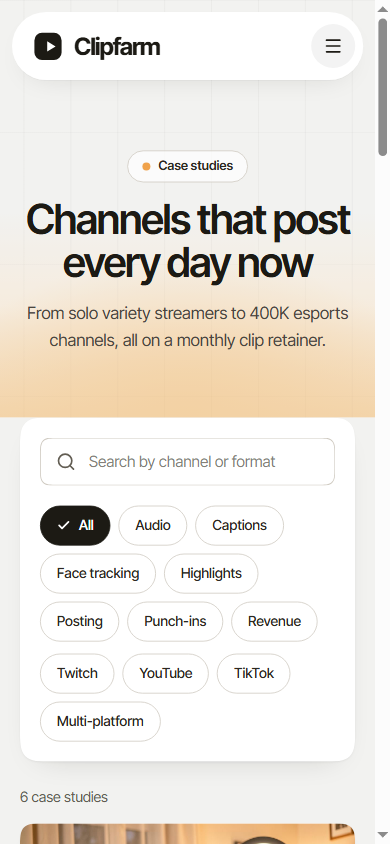 Clipfarm
Case studies
Channels that post
every day now
From solo variety streamers to 400K esports
channels, all on a monthly clip retainer.
Search by channel or format
All
Audio
Captions
Face tracking
Highlights
Posting
Punch-ins
Revenue
Twitch
YouTube
TikTok
Multi-platform
6 case studies